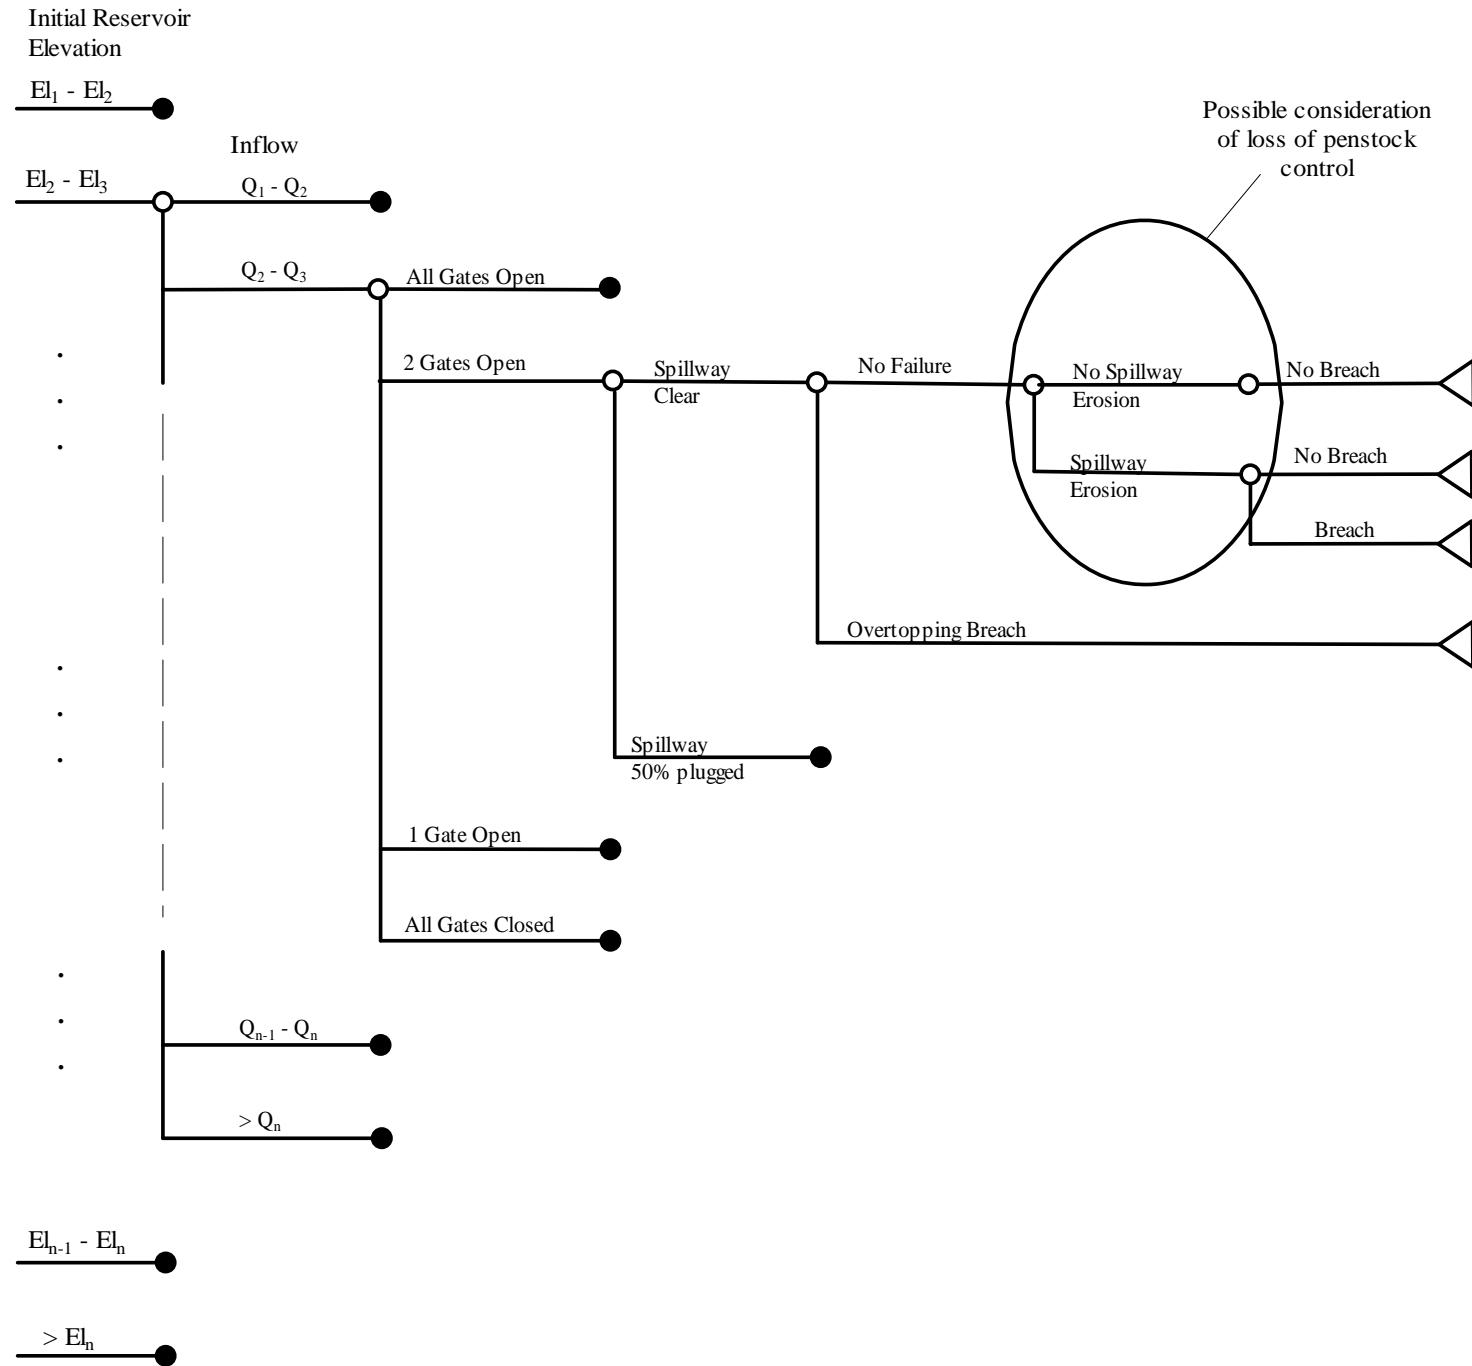 Initial Reservoir
Elevation
El₁ - El₂
Inflow
El₂ - El₃
Q₁ - Q₂
Q₂ - Q₃
All Gates Open
2 Gates Open
Spillway
Clear
No Failure
Possible consideration
of loss of penstock
control
No Spillway
Erosion
No Breach
Spillway
Erosion
No Breach
Breach
Overtopping Breach
Spillway
50% plugged
1 Gate Open
All Gates Closed
Qₙ₋₁ - Qₙ
> Qₙ
Elₙ₋₁ - Elₙ
> Elₙ